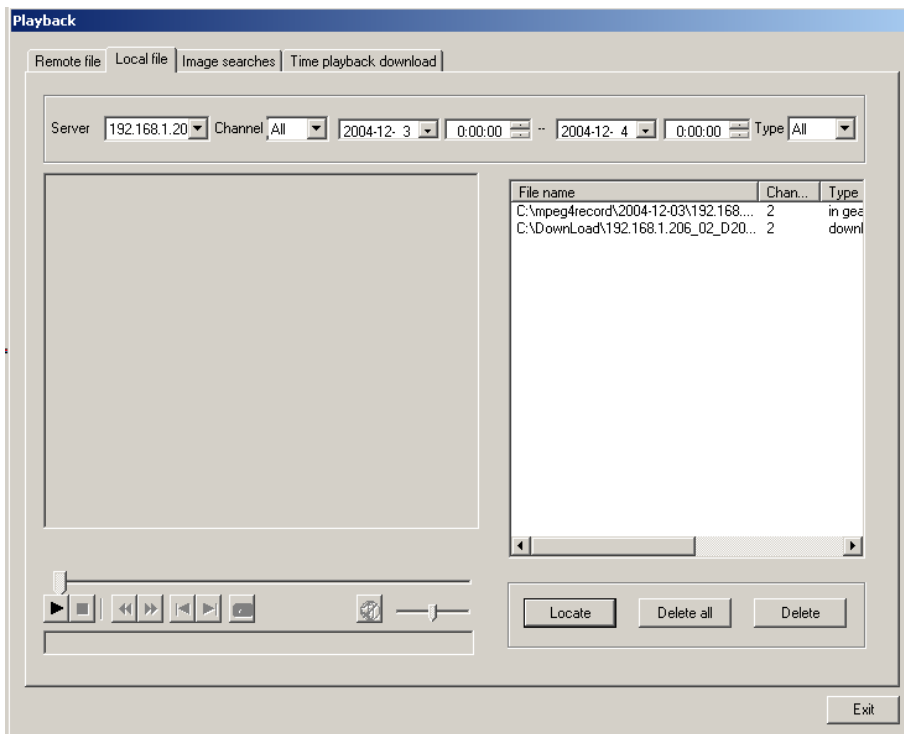 Playback
Remote file Local file Image searches Time playback download
Server 192.168.1.20 Channel All 2004-12- 3 0:00:00 -- 2004-12- 4 0:00:00 Type All
File name Chan... Type
C:\mpeg4record\2004-12-03\192.168.... 2 in gea
C:\DownLoad\192.168.1.206_02_D20... 2 downl
Locate Delete all Delete
Exit